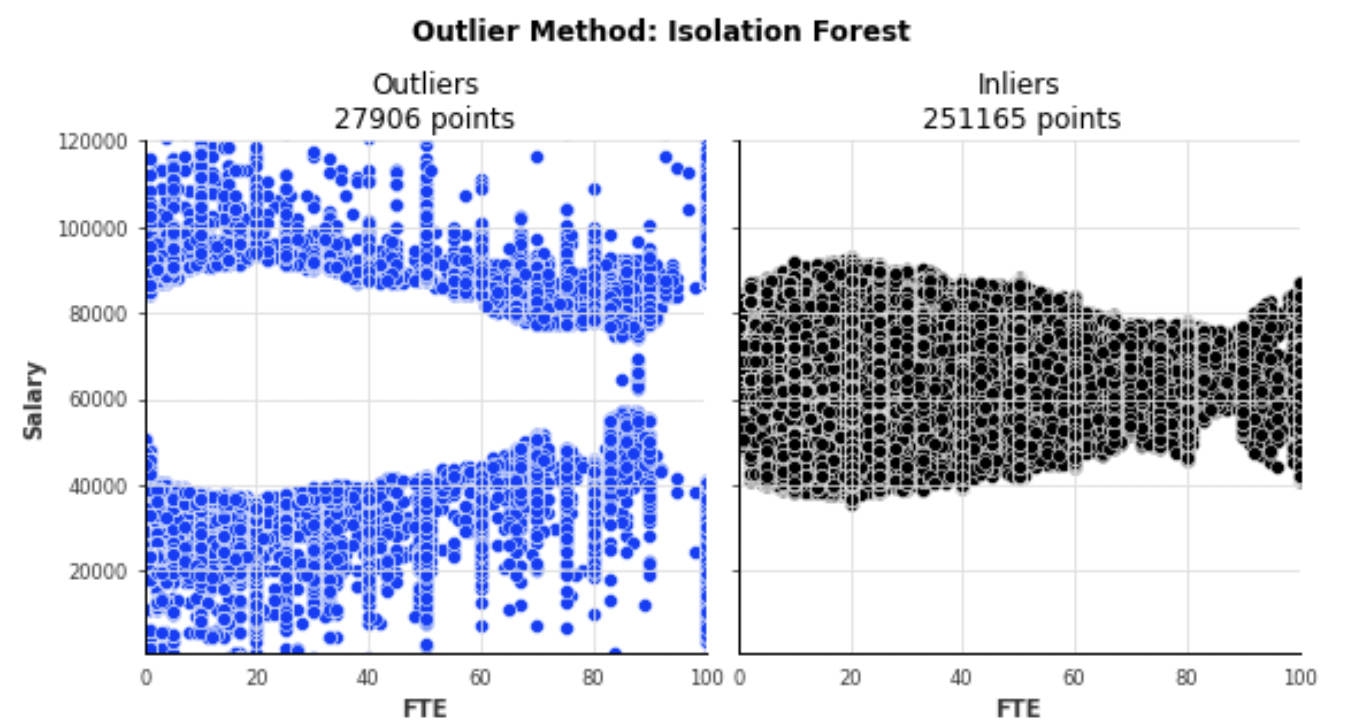 Outlier Method: Isolation Forest
Outliers
27906 points
Inliers
251165 points
120000
100000
80000
60000
40000
20000
Salary
0 20 40 60 80 100
0 20 40 60 80 100
FTE
FTE